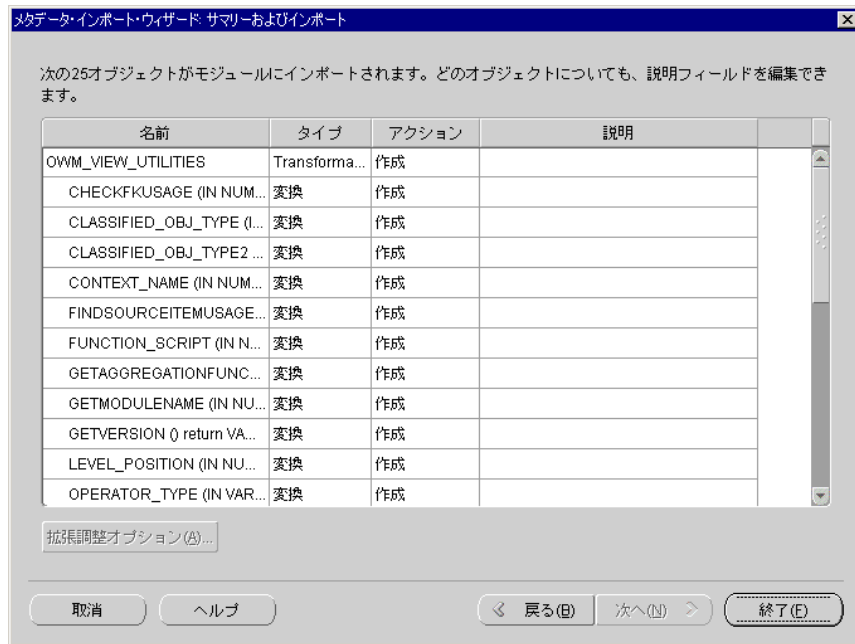 メタデータ・インポート・ウィザード: サマリーおよびインポート
次の25オブジェクトがモジュールにインポートされます。どのオブジェクトについても、説明フィールドを編集でき
ます。
名前 タイプ アクション 説明
OWM_VIEW_UTILITIES Transforma... 作成
CHECKFKUSAGE (IN NUM... 変換 作成
CLASSIFIED_OBJ_TYPE (I... 変換 作成
CLASSIFIED_OBJ_TYPE2 ... 変換 作成
CONTEXT_NAME (IN NUM... 変換 作成
FINDSOURCEITEMUSAGE... 変換 作成
FUNCTION_SCRIPT (IN N... 変換 作成
GETAGGREGATIONFUNC... 変換 作成
GETMODULENAME (IN NU... 変換 作成
GETVERSION () return VA... 変換 作成
LEVEL_POSITION (IN NU... 変換 作成
OPERATOR_TYPE (IN VAR... 変換 作成
拡張調整オプション(A)...
取消 ヘルプ 戻る(B) 次へ(N) 終了(F)